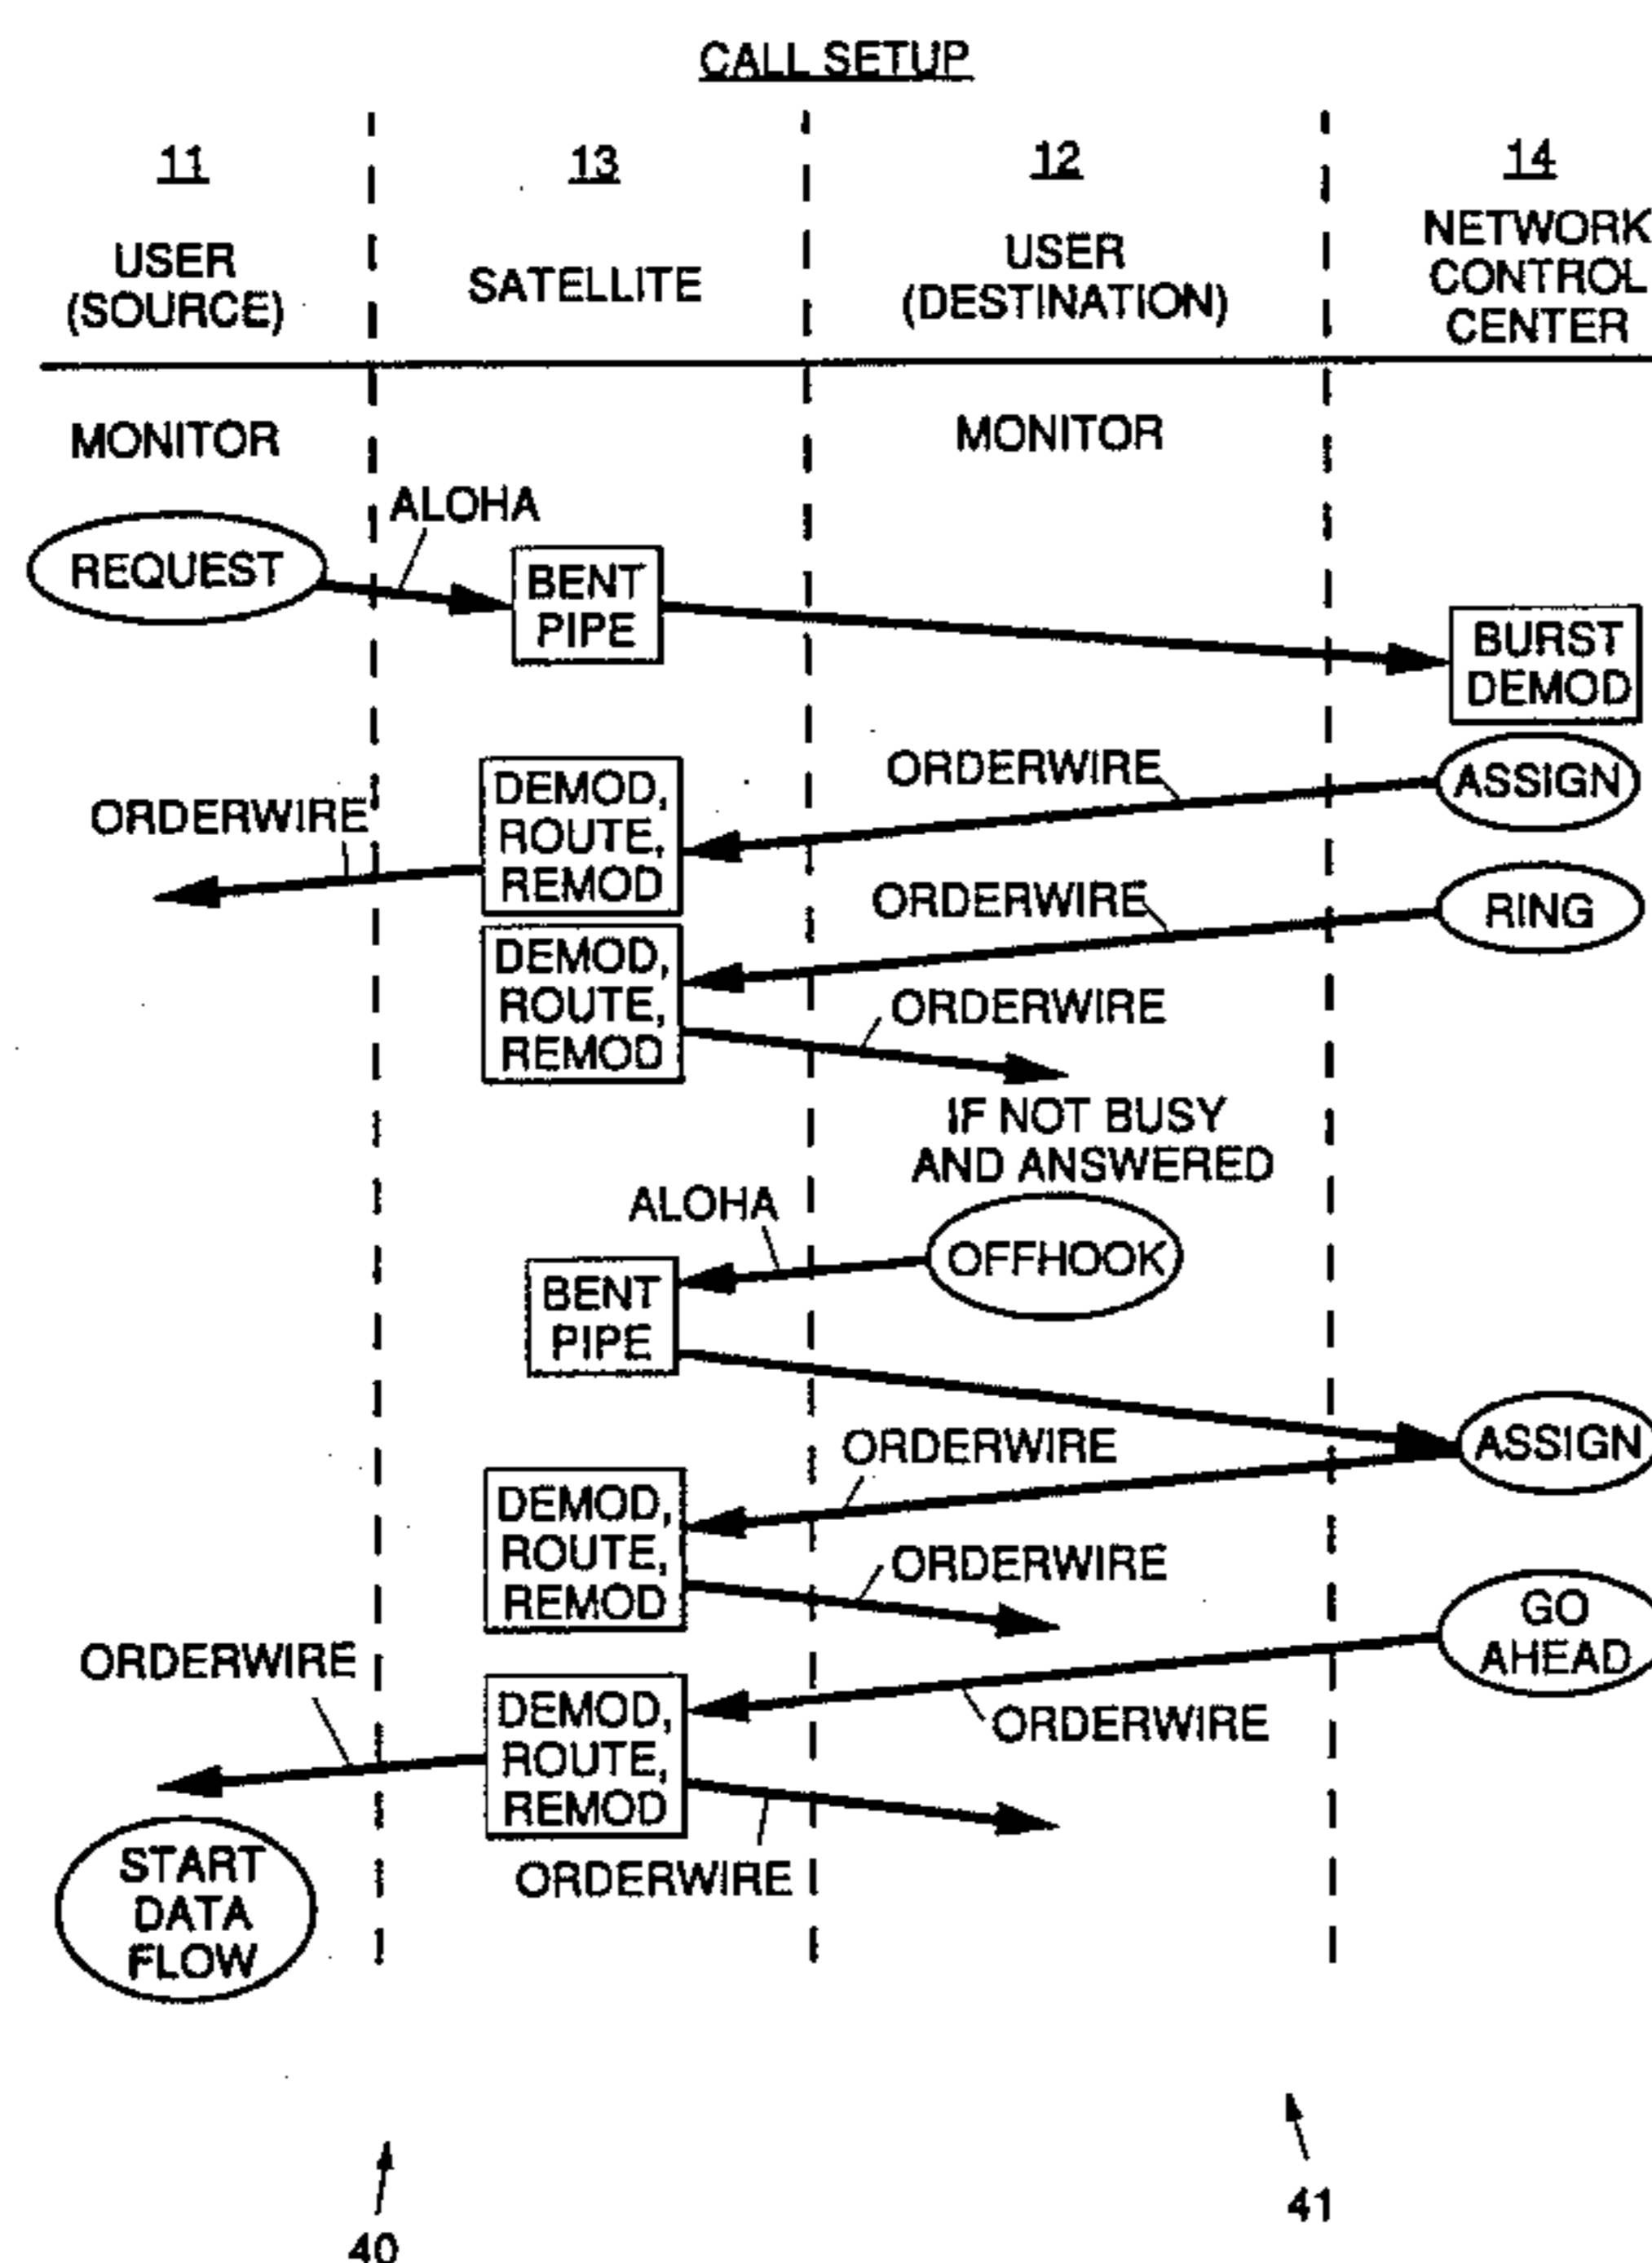 CALL SETUP
11
13
12
14
USER
(SOURCE)
SATELLITE
USER
(DESTINATION)
NETWORK
CONTROL
CENTER
MONITOR
MONITOR
ALOHA
REQUEST
BENT
PIPE
BURST
DEMOD
ORDERWIRE
ASSIGN
ORDERWIRE
DEMOD,
ROUTE,
REMOD
ORDERWIRE
RING
DEMOD,
ROUTE,
REMOD
ORDERWIRE
IF NOT BUSY
AND ANSWERED
ALOHA
OFFHOOK
BENT
PIPE
ORDERWIRE
ASSIGN
DEMOD,
ROUTE,
REMOD
ORDERWIRE
GO
AHEAD
ORDERWIRE
DEMOD,
ROUTE,
REMOD
ORDERWIRE
ORDERWIRE
START
DATA
FLOW
41
40